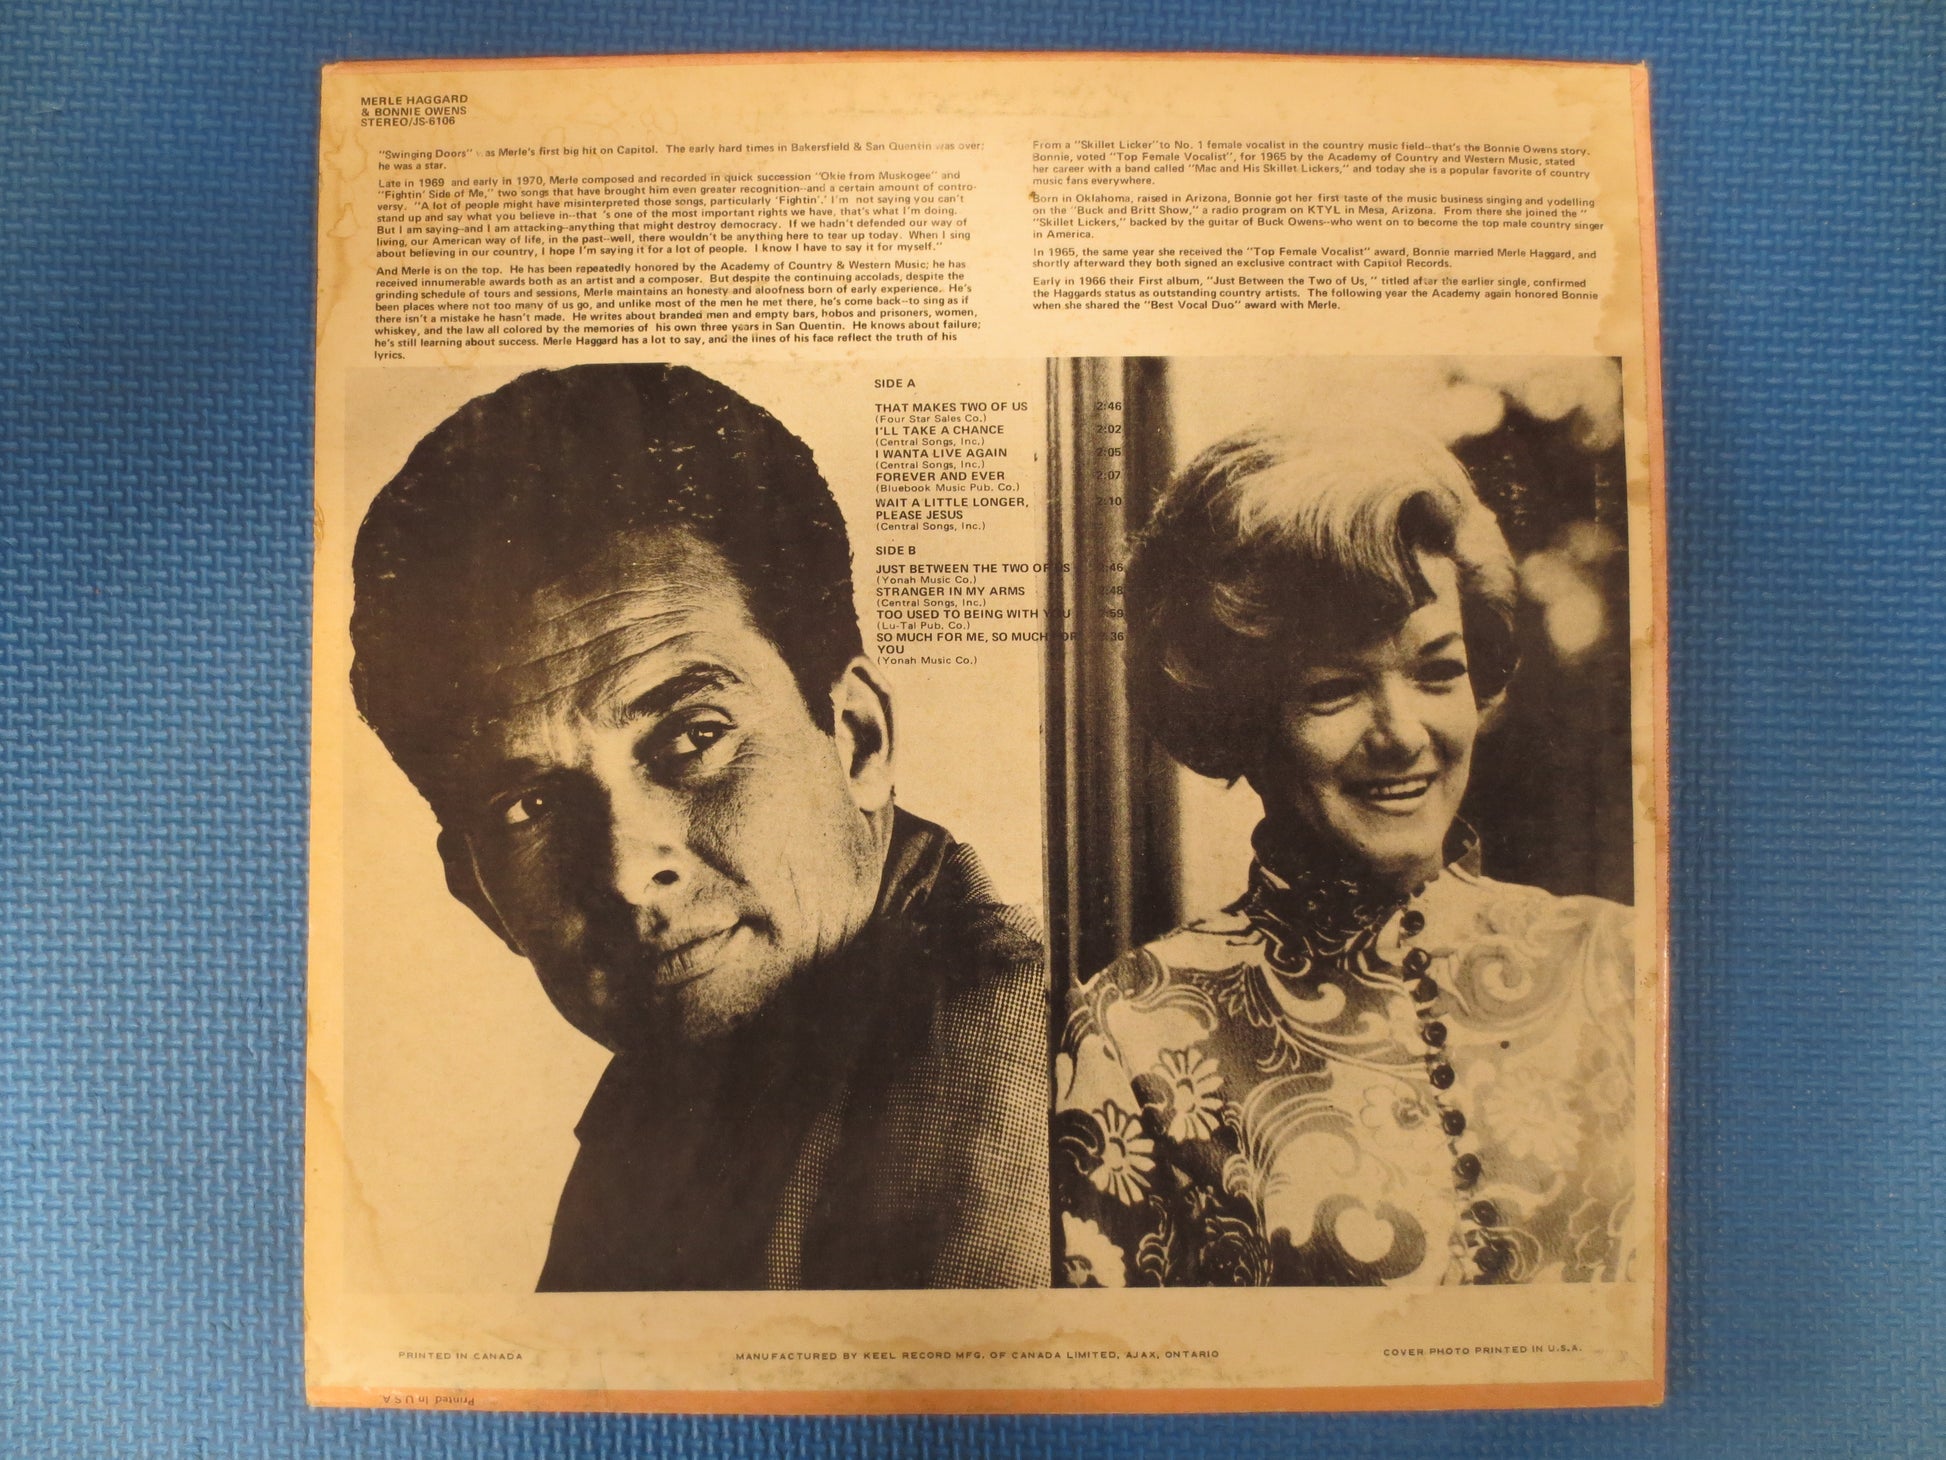 MERLE HAGGARD
& BONNIE OWENS
STEREO/JS-6106
"Swinging Doors" was Merle's first big hit on Capitol. The early hard times in Bakersfield & San Quentin was over;
he was a star.
Late in 1969 and early in 1970, Merle composed and recorded in quick succession "Okie from Muskogee" and
"Fightin' Side of Me," two songs that have brought him even greater recognition--and a certain amount of contro-
versy. "A lot of people might have misinterpreted those songs, particularly 'Fightin'.' I'm not saying you can't
stand up and say what you believe in--that 's one of the most important rights we have, that's what I'm doing.
But I am saying--and I am attacking--anything that might destroy democracy. If we hadn't defended our way of
living, our American way of life, in the past--well, there wouldn't be anything here to tear up today. When I sing
about believing in our country, I hope I'm saying it for a lot of people. I know I have to say it for myself."
And Merle is on the top. He has been repeatedly honored by the Academy of Country & Western Music; he has
received innumerable awards both as an artist and a composer. But despite the continuing accolads, despite the
grinding schedule of tours and sessions, Merle maintains an honesty and aloofness born of early experience. He's
been places where not too many of us go, and unlike most of the men he met there, he's come back--to sing as if
there isn't a mistake he hasn't made. He writes about branded men and empty bars, hobos and prisoners, women,
whiskey, and the law all colored by the memories of his own three years in San Quentin. He knows about failure;
he's still learning about success. Merle Haggard has a lot to say, and the lines of his face reflect the truth of his
lyrics.
From a "Skillet Licker"to No. 1 female vocalist in the country music field--that's the Bonnie Owens story.
Bonnie, voted "Top Female Vocalist", for 1965 by the Academy of Country and Western Music, stated
her career with a band called "Mac and His Skillet Lickers," and today she is a popular favorite of country
music fans everywhere.
Born in Oklahoma, raised in Arizona, Bonnie got her first taste of the music business singing and yodelling
on the "Buck and Britt Show," a radio program on KTYL in Mesa, Arizona. From there she joined the "
"Skillet Lickers," backed by the guitar of Buck Owens--who went on to become the top male country singer
in America.
In 1965, the same year she received the "Top Female Vocalist" award, Bonnie married Merle Haggard, and
shortly afterward they both signed an exclusive contract with Capitol Records.
Early in 1966 their First album, "Just Between the Two of Us, " titled after the earlier single, confirmed
the Haggards status as outstanding country artists. The following year the Academy again honored Bonnie
when she shared the "Best Vocal Duo" award with Merle.
SIDE A
THAT MAKES TWO OF US 2:46
(Four Star Sales Co.)
I'LL TAKE A CHANCE 2:02
(Central Songs, Inc.)
I WANTA LIVE AGAIN 2:05
(Central Songs, Inc.)
FOREVER AND EVER 2:07
(Bluebook Music Pub. Co.)
WAIT A LITTLE LONGER, 2:10
PLEASE JESUS
(Central Songs, Inc.)
SIDE B
JUST BETWEEN THE TWO OF US :46
(Yonah Music Co.)
STRANGER IN MY ARMS :48
(Central Songs, Inc.)
TOO USED TO BEING WITH YOU :59
(Lu-Tal Pub. Co.)
SO MUCH FOR ME, SO MUCH FOR :36
YOU
(Yonah Music Co.)
PRINTED IN CANADA
MANUFACTURED BY KEEL RECORD MFG. OF CANADA LIMITED, AJAX, ONTARIO
COVER PHOTO PRINTED IN U.S.A.
Printed in U S A